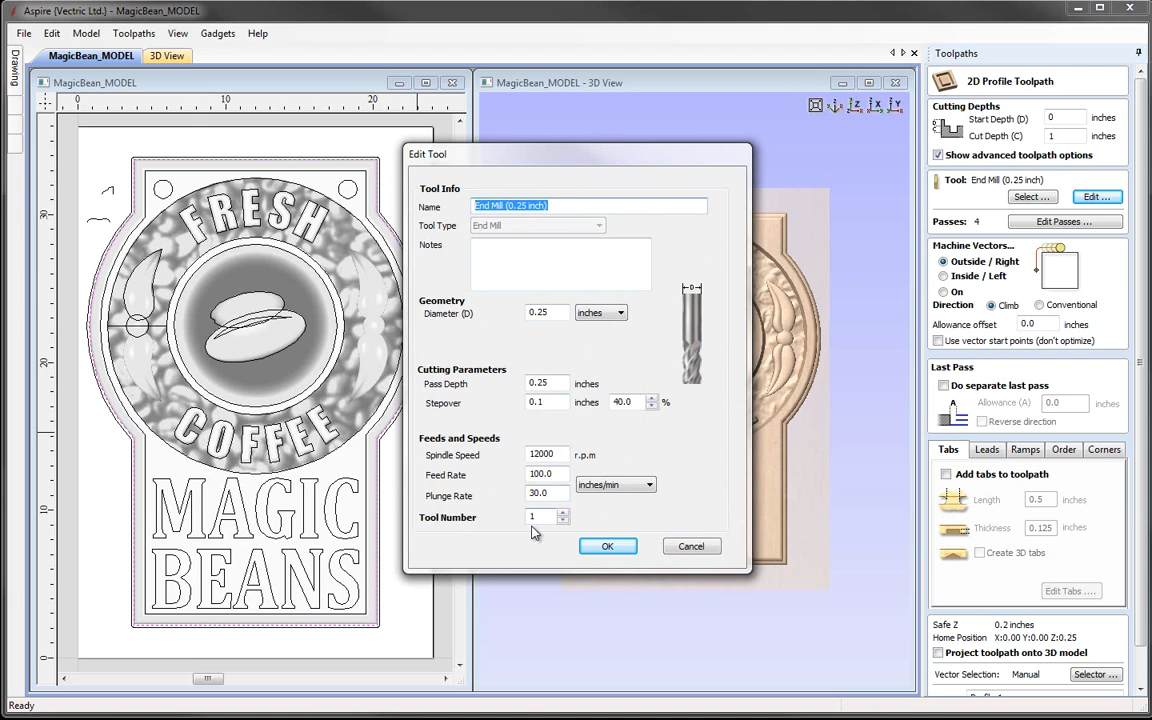 Aspire {Vectric Ltd.} - MagicBean_MODEL
File Edit Model Toolpaths View Gadgets Help
MagicBean_MODEL
3D View
Drawing
MagicBean_MODEL
0 10 20
30
20
10
0
FRESH
COFFEE
MAGIC
BEANS
MagicBean_MODEL - 3D View
Z X Y
Edit Tool
Tool Info
Name End Mill (0.25 inch)
Tool Type End Mill
Notes
Geometry
Diameter (D) 0.25 inches
D
Cutting Parameters
Pass Depth 0.25 inches
Stepover 0.1 inches 40.0 %
Feeds and Speeds
Spindle Speed 12000 r.p.m
Feed Rate 100.0
inches/min
Plunge Rate 30.0
Tool Number 1
OK Cancel
Toolpaths
2D Profile Toolpath
Cutting Depths
Start Depth (D) 0 inches
Cut Depth (C) 1 inches
Show advanced toolpath options
Tool: End Mill (0.25 inch)
Select ... Edit ...
Passes: 4 Edit Passes ...
Machine Vectors...
Outside / Right
Inside / Left
On
Direction Climb Conventional
Allowance offset 0.0 inches
Use vector start points (don't optimize)
Last Pass
Do separate last pass
A Allowance (A) 0.0 inches
Reverse direction
Tabs Leads Ramps Order Corners
Add tabs to toolpath
Length 0.5 inches
Thickness 0.125 inches
Create 3D tabs
Edit Tabs ....
Safe Z 0.2 inches
Home Position X:0.00 Y:0.00 Z:0.25
Project toolpath onto 3D model
Vector Selection: Manual Selector ...
Ready